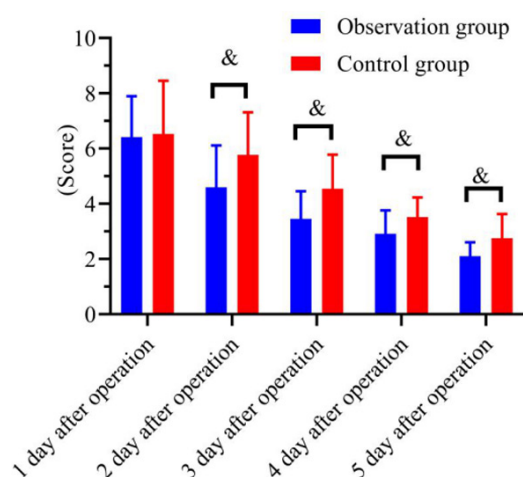 Observation group
Control group
(Score)
10
8
6
4
2
0
&
&
&
&
1 day after operation
2 day after operation
3 day after operation
4 day after operation
5 day after operation